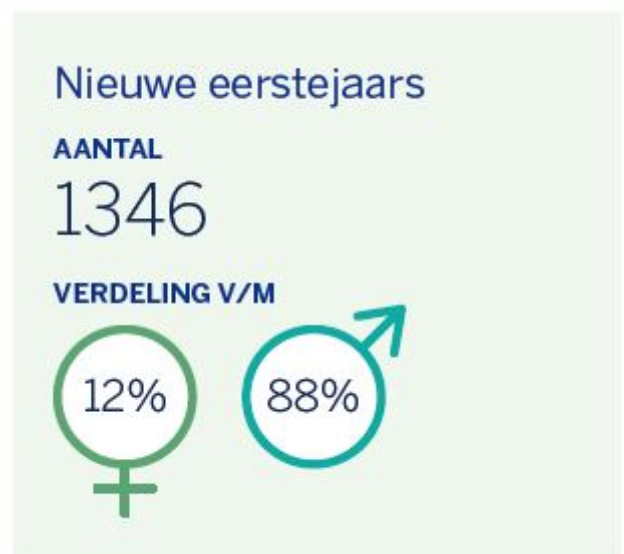 Nieuwe eerstejaars
AANTAL
1346
VERDELING V/M
12% 88%